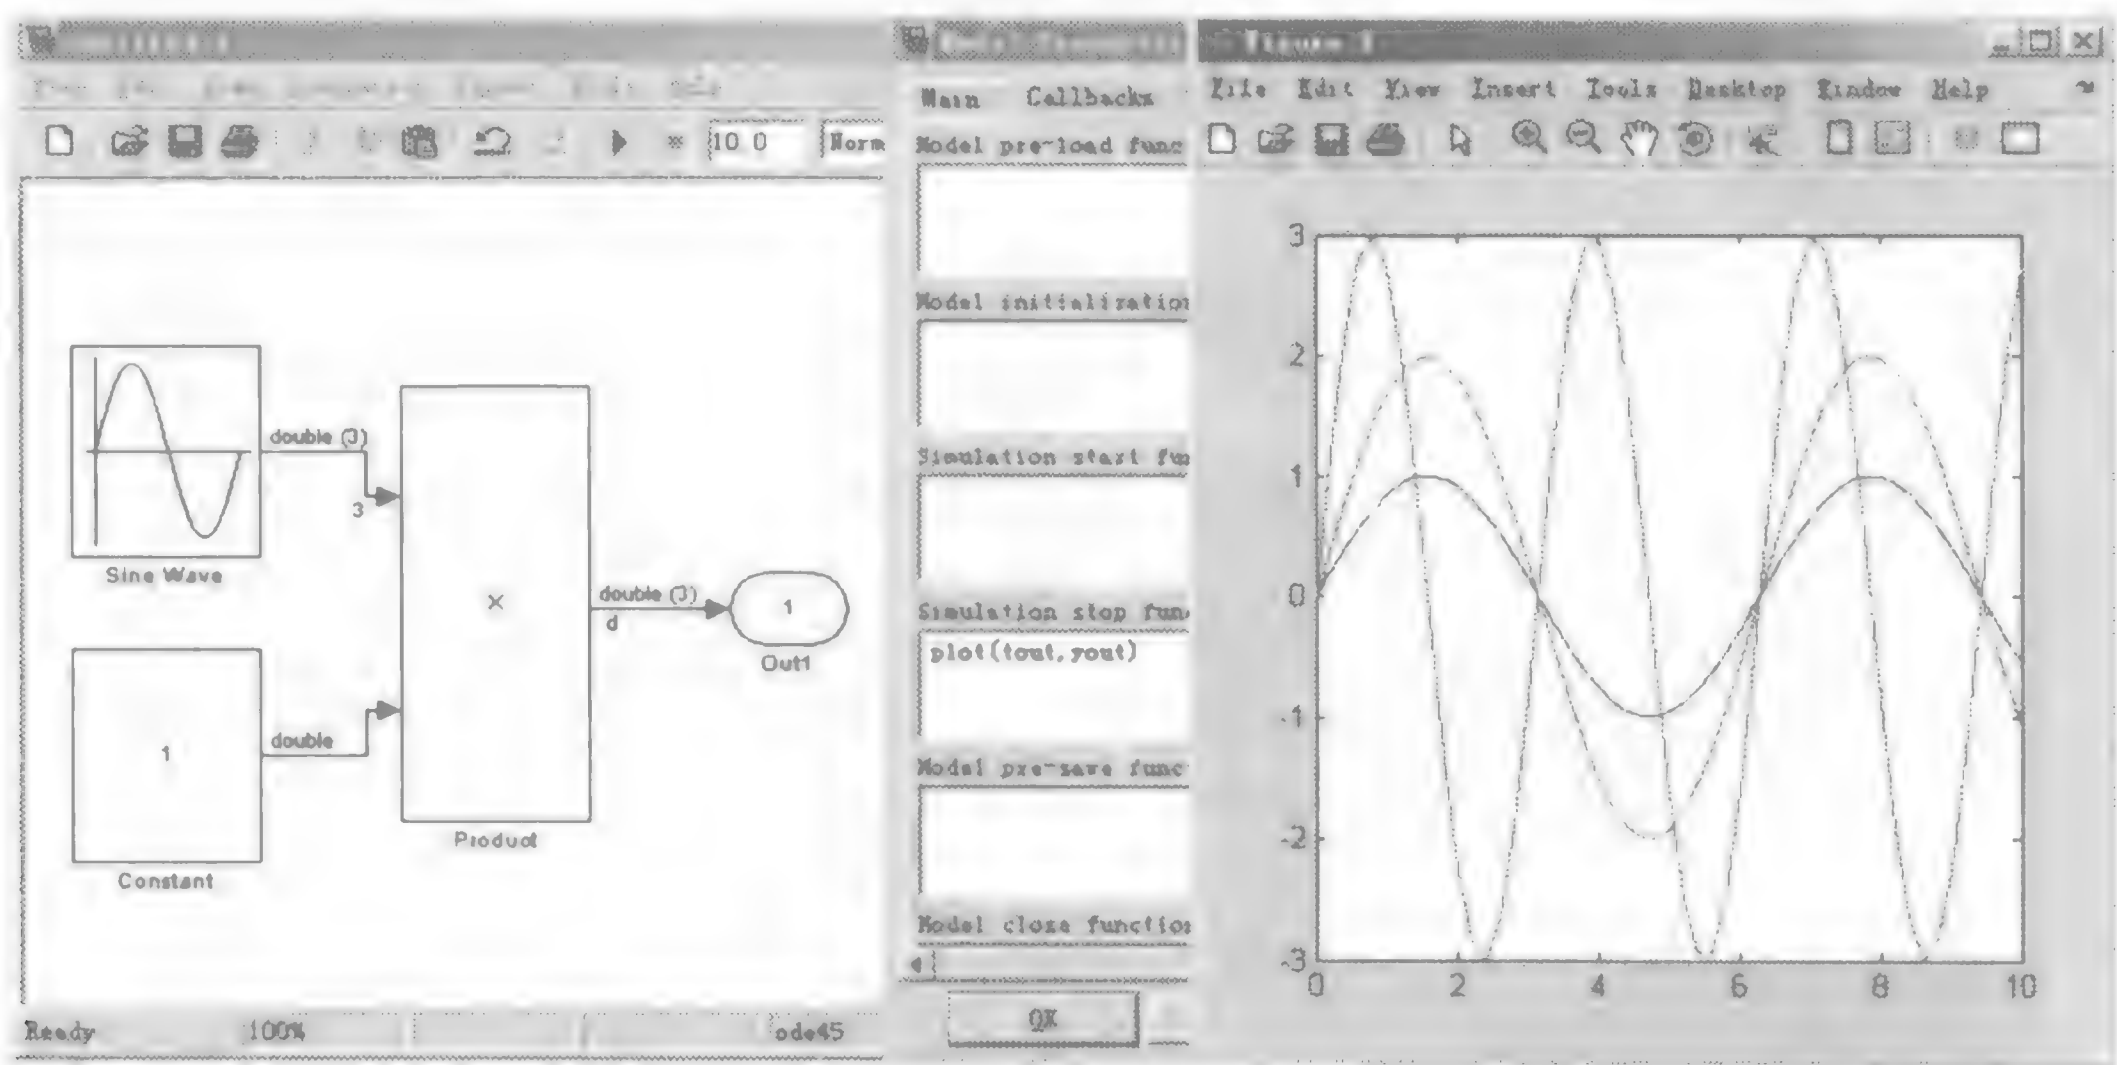 10.0
Norm
double (3)
3
Sine Wave
×
double (3)
d
1
Out1
1
double
Product
Constant
Ready 100% ode45
Main Callbacks
Model pre-load func
Model initialization
Simulation start fun
Simulation stop func
plot(tout,yout)
Model pre-save func
Model close function
OK
Figure 1
File Edit View Insert Tools Desktop Window Help
3
2
1
0
-1
-2
-3
0 2 4 6 8 10